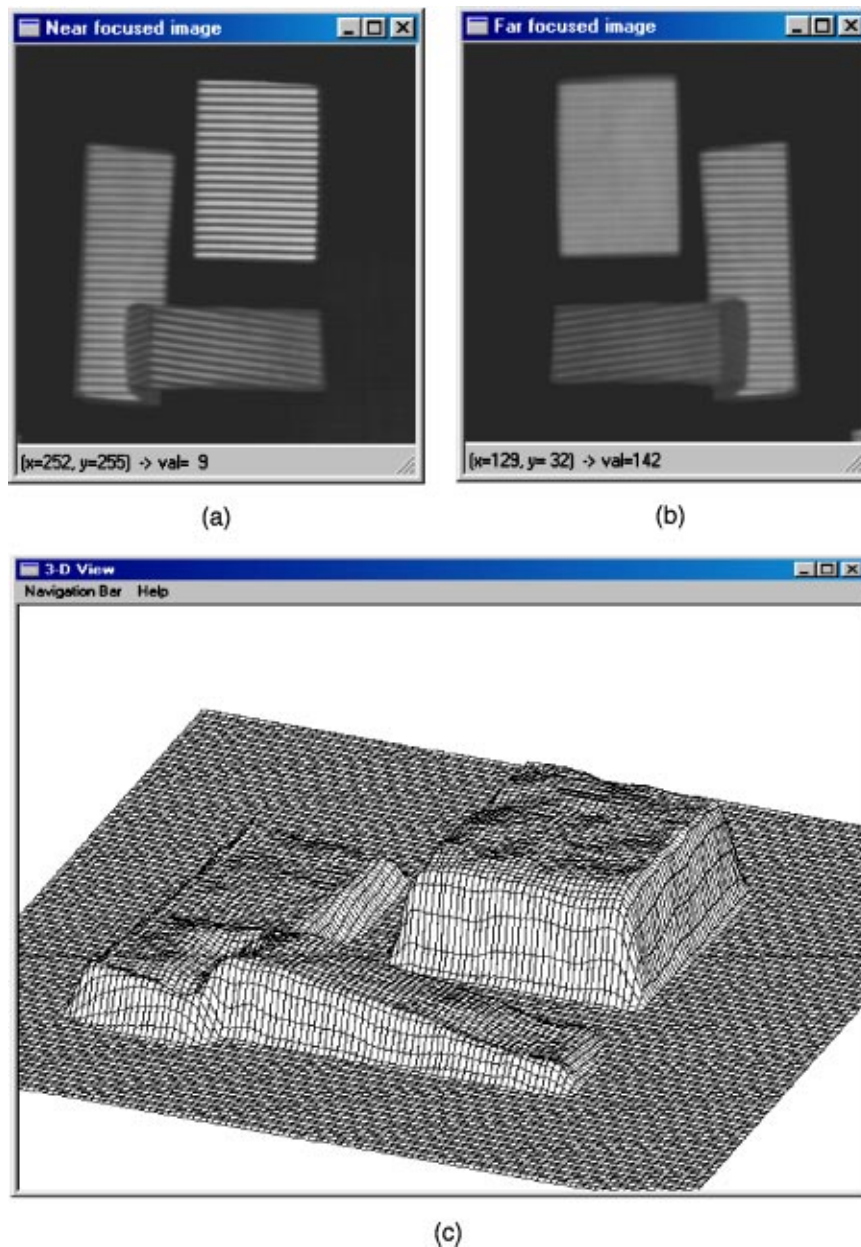 Near focused image
Far focused image
(x=252, y=255) -> val= 9
(x=129, y= 32) -> val=142
(a)
(b)
3-D View
Navigation Bar Help
(c)